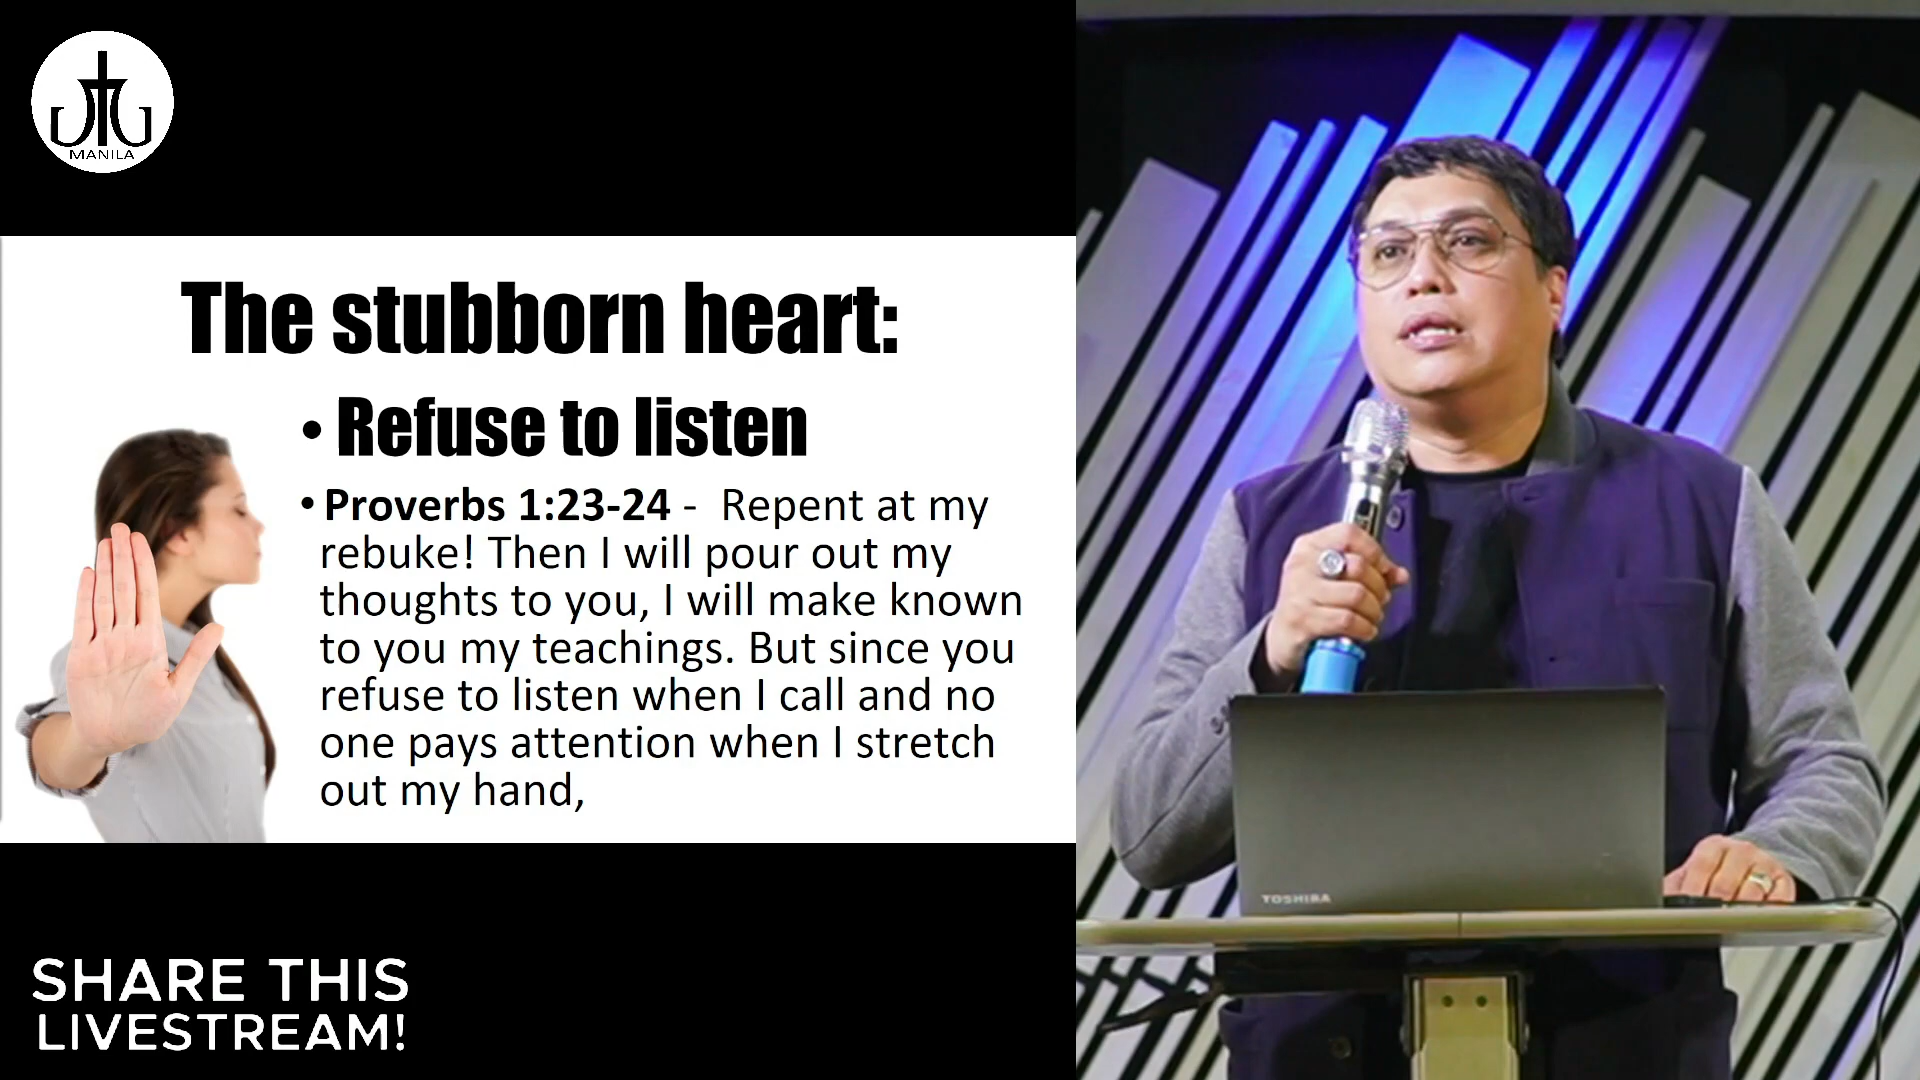 MANILA
The stubborn heart:
• Refuse to listen
• Proverbs 1:23-24 - Repent at my
rebuke! Then I will pour out my
thoughts to you, I will make known
to you my teachings. But since you
refuse to listen when I call and no
one pays attention when I stretch
out my hand,
SHARE THIS
LIVESTREAM!
TOSHIBA